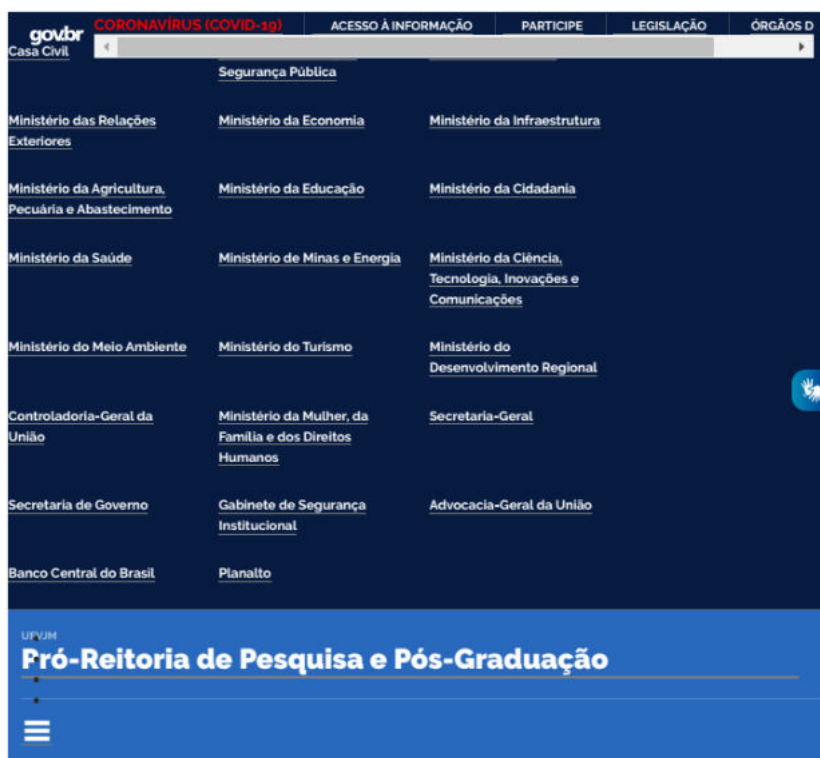 gov.br
CORONAVÍRUS (COVID-19)
ACESSO À INFORMAÇÃO
PARTICIPE
LEGISLAÇÃO
ÓRGÃOS D
Casa Civil
Segurança Pública
Ministério das Relações
Exteriores
Ministério da Economia
Ministério da Infraestrutura
Ministério da Agricultura,
Pecuária e Abastecimento
Ministério da Educação
Ministério da Cidadania
Ministério da Saúde
Ministério de Minas e Energia
Ministério da Ciência,
Tecnologia, Inovações e
Comunicações
Ministério do Meio Ambiente
Ministério do Turismo
Ministério do
Desenvolvimento Regional
Controladoria-Geral da
União
Ministério da Mulher, da
Família e dos Direitos
Humanos
Secretaria-Geral
Secretaria de Governo
Gabinete de Segurança
Institucional
Advocacia-Geral da União
Banco Central do Brasil
Planalto
UFVJM
Pró-Reitoria de Pesquisa e Pós-Graduação